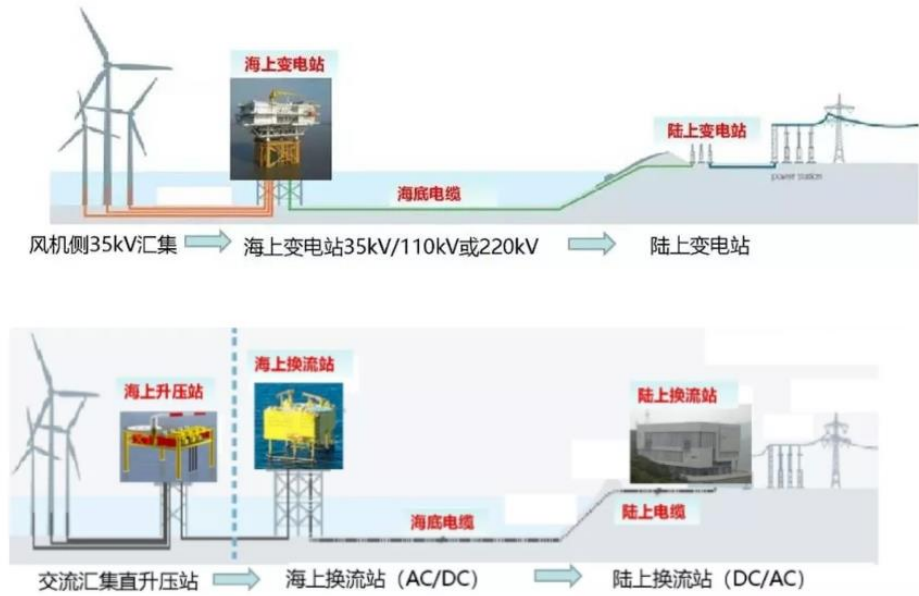 海上变电站
陆上变电站
power station
海底电缆
风机侧35kV汇集
海上变电站35kV/110kV或220kV
陆上变电站
海上换流站
海上升压站
陆上换流站
海底电缆
陆上电缆
交流汇集直升压站
海上换流站（AC/DC）
陆上换流站（DC/AC）